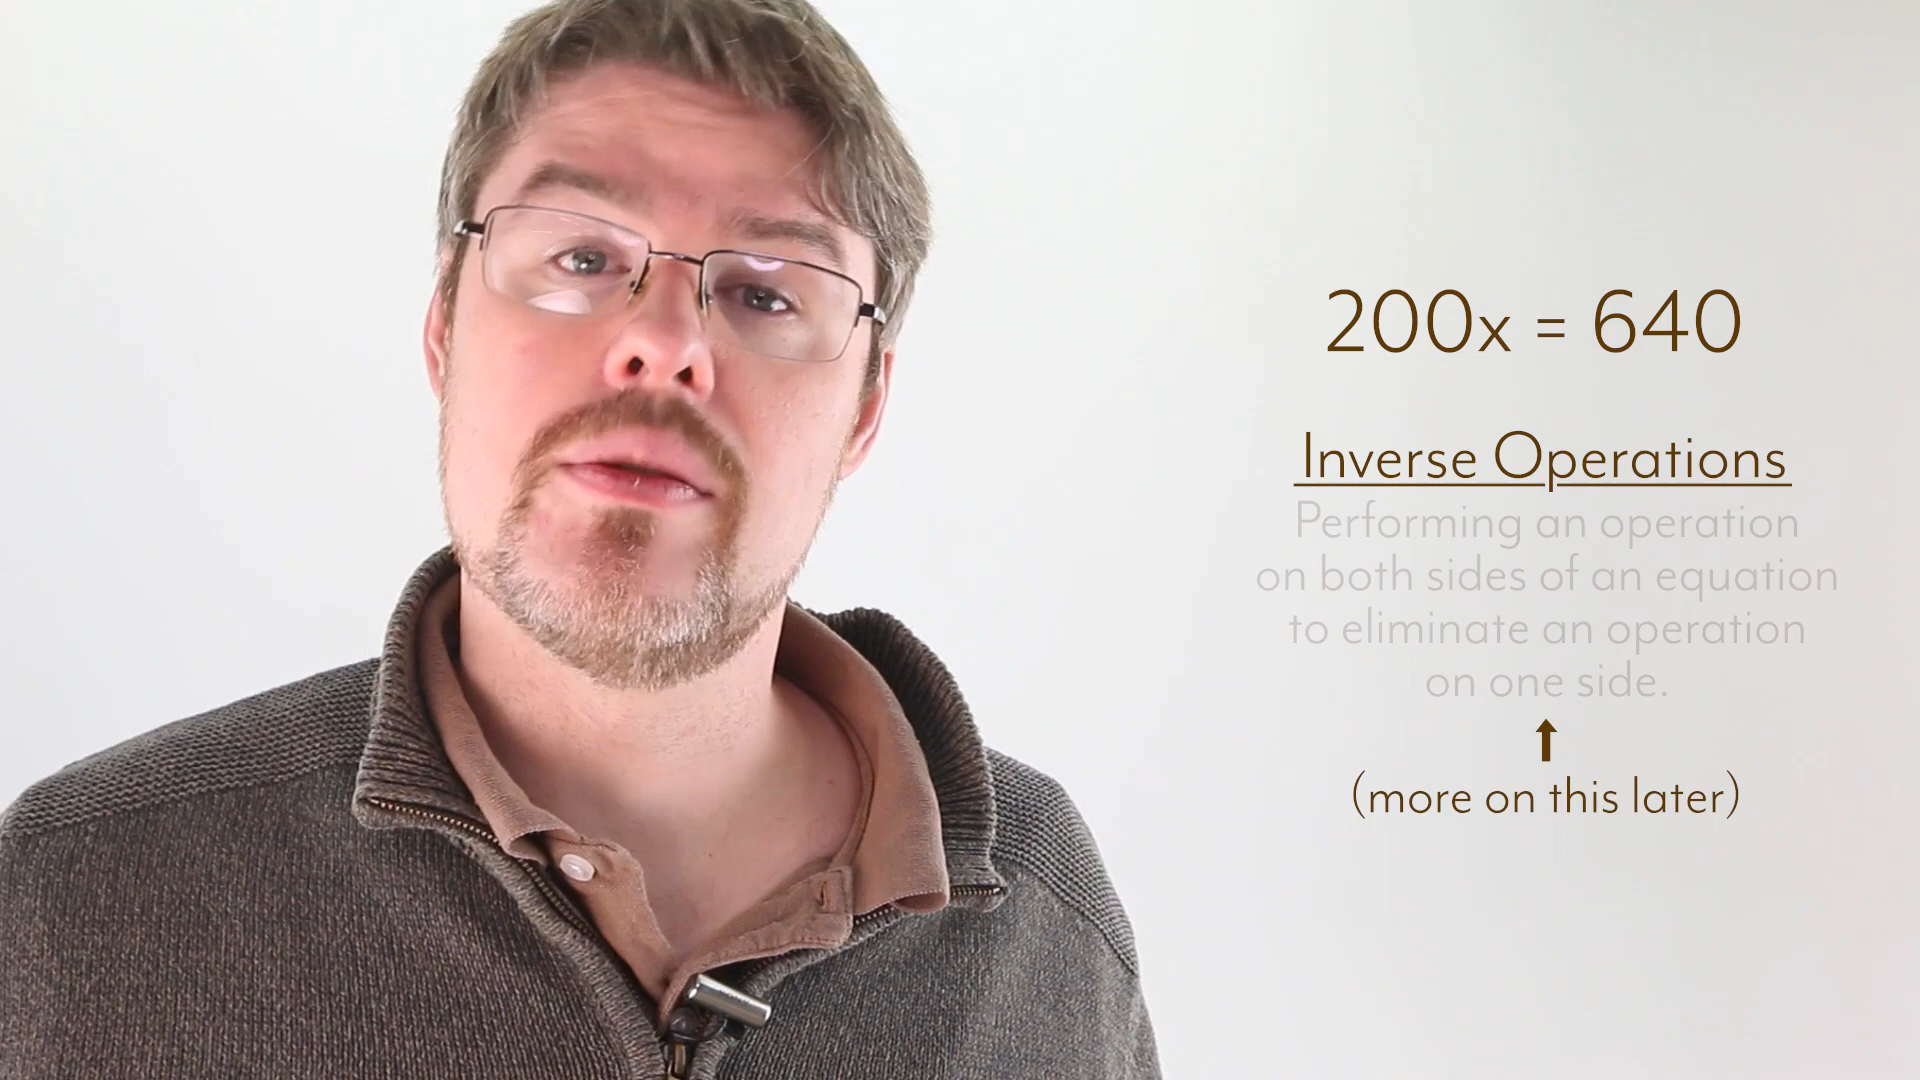 200x = 640
Inverse Operations
Performing an operation
on both sides of an equation
to eliminate an operation
on one side.
(more on this later)